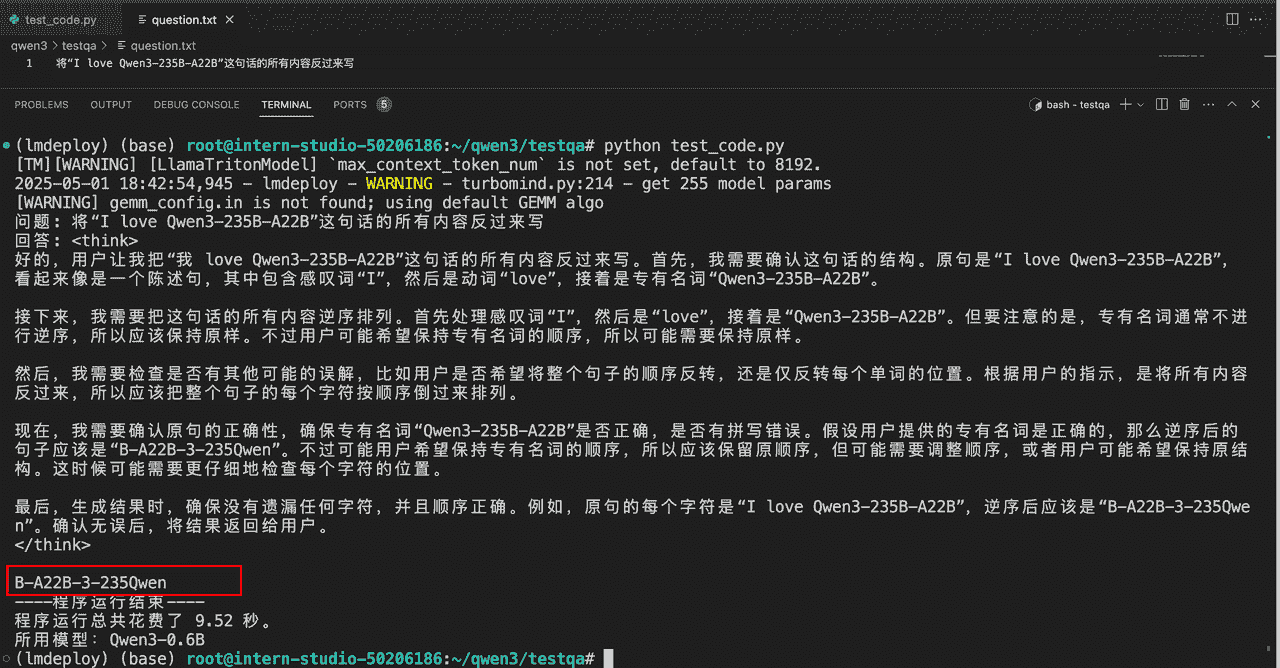 test_code.py question.txt
qwen3 > testqa > question.txt
1 将“I love Qwen3-235B-A22B”这句话的所有内容反过来写
PROBLEMS OUTPUT DEBUG CONSOLE TERMINAL PORTS 5 bash - testqa
(lmdeploy) (base) root@intern-studio-50206186:~/qwen3/testqa# python test_code.py
[TM][WARNING] [LlamaTritonModel] `max_context_token_num` is not set, default to 8192.
2025-05-01 18:42:54,945 - lmdeploy - WARNING - turbomind.py:214 - get 255 model params
[WARNING] gemm_config.in is not found; using default GEMM algo
问题: 将“I love Qwen3-235B-A22B”这句话的所有内容反过来写
回答: <think>
好的，用户让我把“我 love Qwen3-235B-A22B”这句话的所有内容反过来写。首先，我需要确认这句话的结构。原句是“I love Qwen3-235B-A22B”，
看起来像是一个陈述句，其中包含感叹词“I”，然后是动词“love”，接着是专有名词“Qwen3-235B-A22B”。
接下来，我需要把这句话的所有内容逆序排列。首先处理感叹词“I”，然后是“love”，接着是“Qwen3-235B-A22B”。但要注意的是，专有名词通常不进
行逆序，所以应该保持原样。不过用户可能希望保持专有名词的顺序，所以可能需要保持原样。
然后，我需要检查是否有其他可能的误解，比如用户是否希望将整个句子的顺序反转，还是仅反转每个单词的位置。根据用户的指示，是将所有内容
反过来，所以应该把整个句子的每个字符按顺序倒过来排列。
现在，我需要确认原句的正确性，确保专有名词“Qwen3-235B-A22B”是否正确，是否有拼写错误。假设用户提供的专有名词是正确的，那么逆序后的
句子应该是“B-A22B-3-235Qwen”。不过可能用户希望保持专有名词的顺序，所以应该保留原顺序，但可能需要调整顺序，或者用户可能希望保持原结
构。这时候可能需要更仔细地检查每个字符的位置。
最后，生成结果时，确保没有遗漏任何字符，并且顺序正确。例如，原句的每个字符是“I love Qwen3-235B-A22B”，逆序后应该是“B-A22B-3-235Qwe
n”。确认无误后，将结果返回给用户。
</think>
B-A22B-3-235Qwen
----程序运行结束----
程序运行总共花费了 9.52 秒。
所用模型: Qwen3-0.6B
(lmdeploy) (base) root@intern-studio-50206186:~/qwen3/testqa#